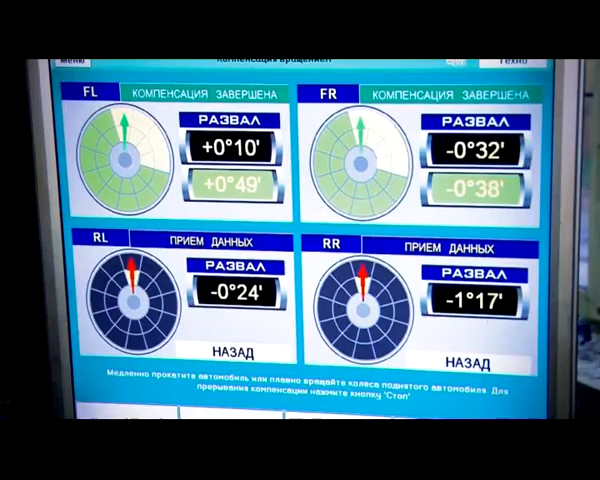 Меню Компенсация вращением Техно
FL КОМПЕНСАЦИЯ ЗАВЕРШЕНА
РАЗВАЛ
+0°10'
+0°49'
FR КОМПЕНСАЦИЯ ЗАВЕРШЕНА
РАЗВАЛ
-0°32'
-0°38'
RL ПРИЕМ ДАННЫХ
РАЗВАЛ
-0°24'
НАЗАД
RR ПРИЕМ ДАННЫХ
РАЗВАЛ
-1°17'
НАЗАД
Медленно прокатите автомобиль или плавно вращайте колеса поднятого автомобиля. Для
прерывания компенсации нажмите кнопку 'Стоп'